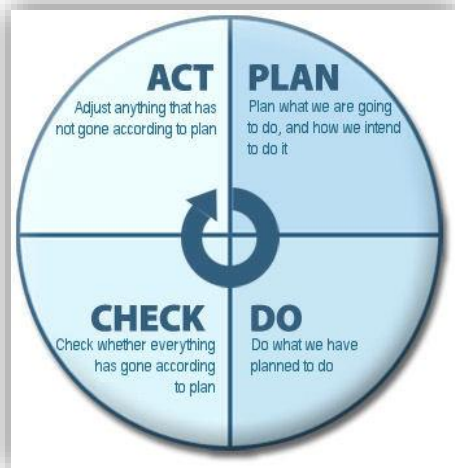 ACT
Adjust anything that has
not gone according to plan
PLAN
Plan what we are going
to do, and how we intend
to do it
CHECK
Check whether everything
has gone according
to plan
DO
Do what we have
planned to do